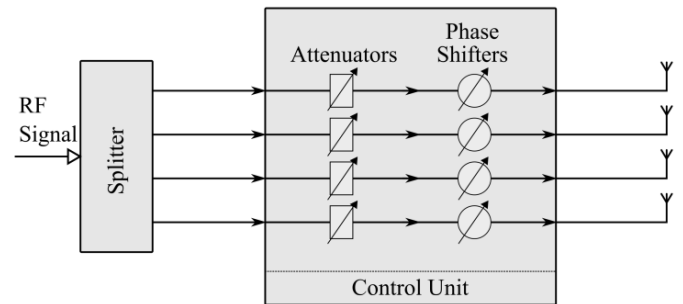 RF
Signal
Splitter
Attenuators
Phase
Shifters
Control Unit